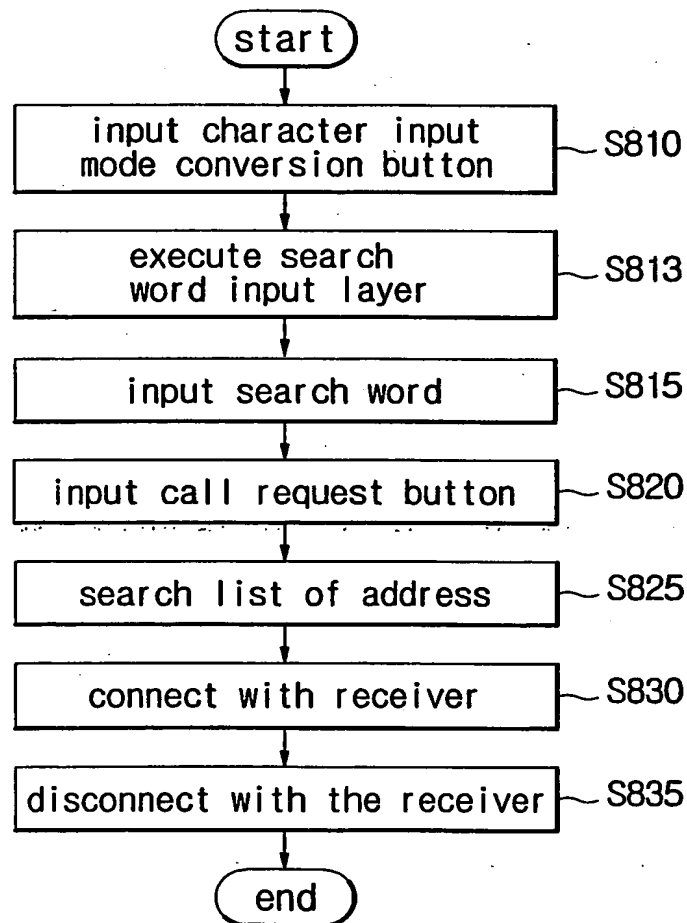 start
input character input
mode conversion button
S810
execute search
word input layer
S813
input search word
S815
input call request button
S820
search list of address
S825
connect with receiver
S830
disconnect with the receiver
S835
end